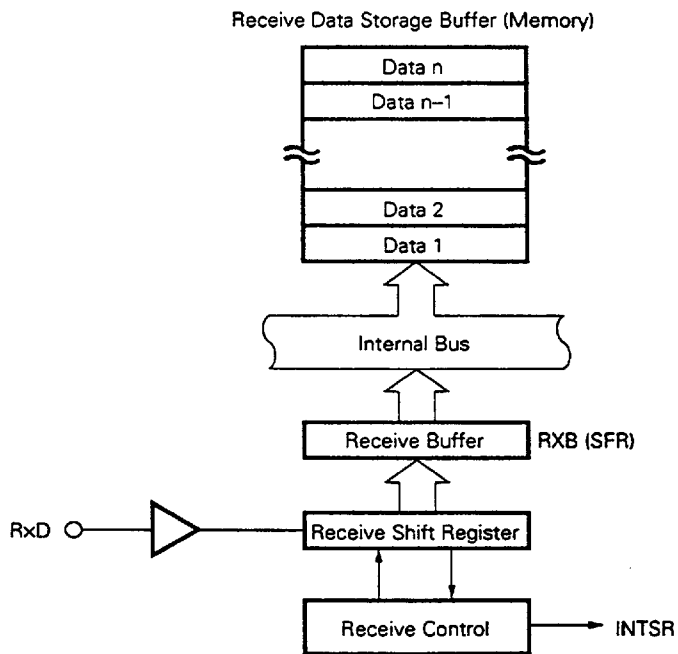 Receive Data Storage Buffer (Memory)
Data n
Data n–1
Data 2
Data 1
Internal Bus
Receive Buffer
RXB (SFR)
RxD
Receive Shift Register
Receive Control
INTSR